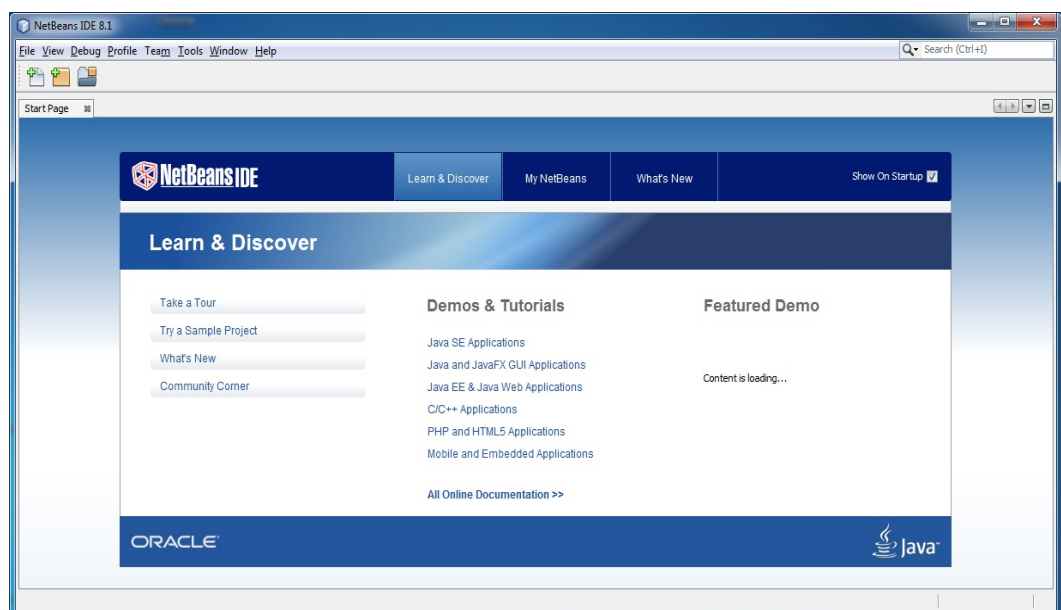 NetBeans IDE 8.1
File View Debug Profile Team Tools Window Help
Search (Ctrl+I)
Start Page
NetBeans IDE
Learn & Discover
My NetBeans
What's New
Show On Startup
Learn & Discover
Take a Tour
Try a Sample Project
What's New
Community Corner
Demos & Tutorials
Java SE Applications
Java and JavaFX GUI Applications
Java EE & Java Web Applications
C/C++ Applications
PHP and HTML5 Applications
Mobile and Embedded Applications
All Online Documentation >>
Featured Demo
Content is loading...
ORACLE
Java